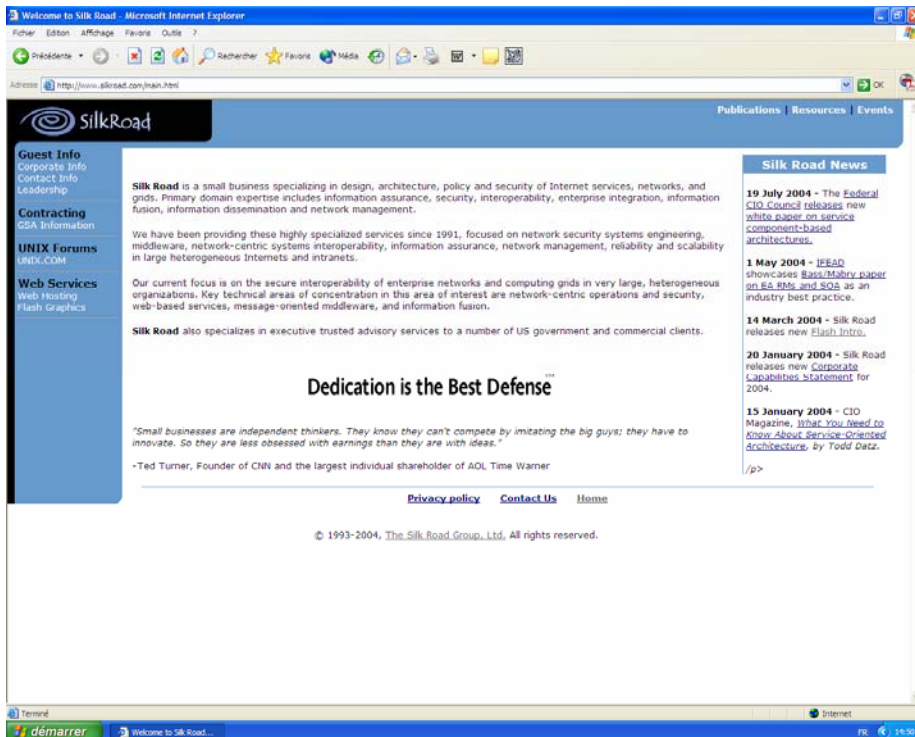 Welcome to Silk Road - Microsoft Internet Explorer
Fichier Edition Affichage Favoris Outils ?
Précédente Rechercher Favoris Média
Adresse http://www.silkroad.com/main.html OK
SilkRoad
Publications | Resources | Events
Guest Info
Corporate Info
Contact Info
Leadership
Contracting
GSA Information
UNIX Forums
UNIX.COM
Web Services
Web Hosting
Flash Graphics
Silk Road is a small business specializing in design, architecture, policy and security of Internet services, networks, and
grids. Primary domain expertise includes information assurance, security, interoperability, enterprise integration, information
fusion, information dissemination and network management.
We have been providing these highly specialized services since 1991, focused on network security systems engineering,
middleware, network-centric systems interoperability, information assurance, network management, reliability and scalability
in large heterogeneous Internets and intranets.
Our current focus is on the secure interoperability of enterprise networks and computing grids in very large, heterogeneous
organizations. Key technical areas of concentration in this area of interest are network-centric operations and security,
web-based services, message-oriented middleware, and information fusion.
Silk Road also specializes in executive trusted advisory services to a number of US government and commercial clients.
Dedication is the Best Defense
"Small businesses are independent thinkers. They know they can't compete by imitating the big guys; they have to
innovate. So they are less obsessed with earnings than they are with ideas."
-Ted Turner, Founder of CNN and the largest individual shareholder of AOL Time Warner
Silk Road News
19 July 2004 - The Federal
CIO Council releases new
white paper on service
component-based
architectures.
1 May 2004 - IFEAD
showcases Bass/Mabry paper
on EA RMs and SOA as an
industry best practice.
14 March 2004 - Silk Road
releases new Flash Intro.
20 January 2004 - Silk Road
releases new Corporate
Capabilities Statement for
2004.
15 January 2004 - CIO
Magazine, What You Need to
Know About Service-Oriented
Architecture, by Todd Datz.
/p>
Privacy policy Contact Us Home
© 1993-2004, The Silk Road Group, Ltd. All rights reserved.
Terminé Internet
démarrer Welcome to Silk Road... FR 14:50